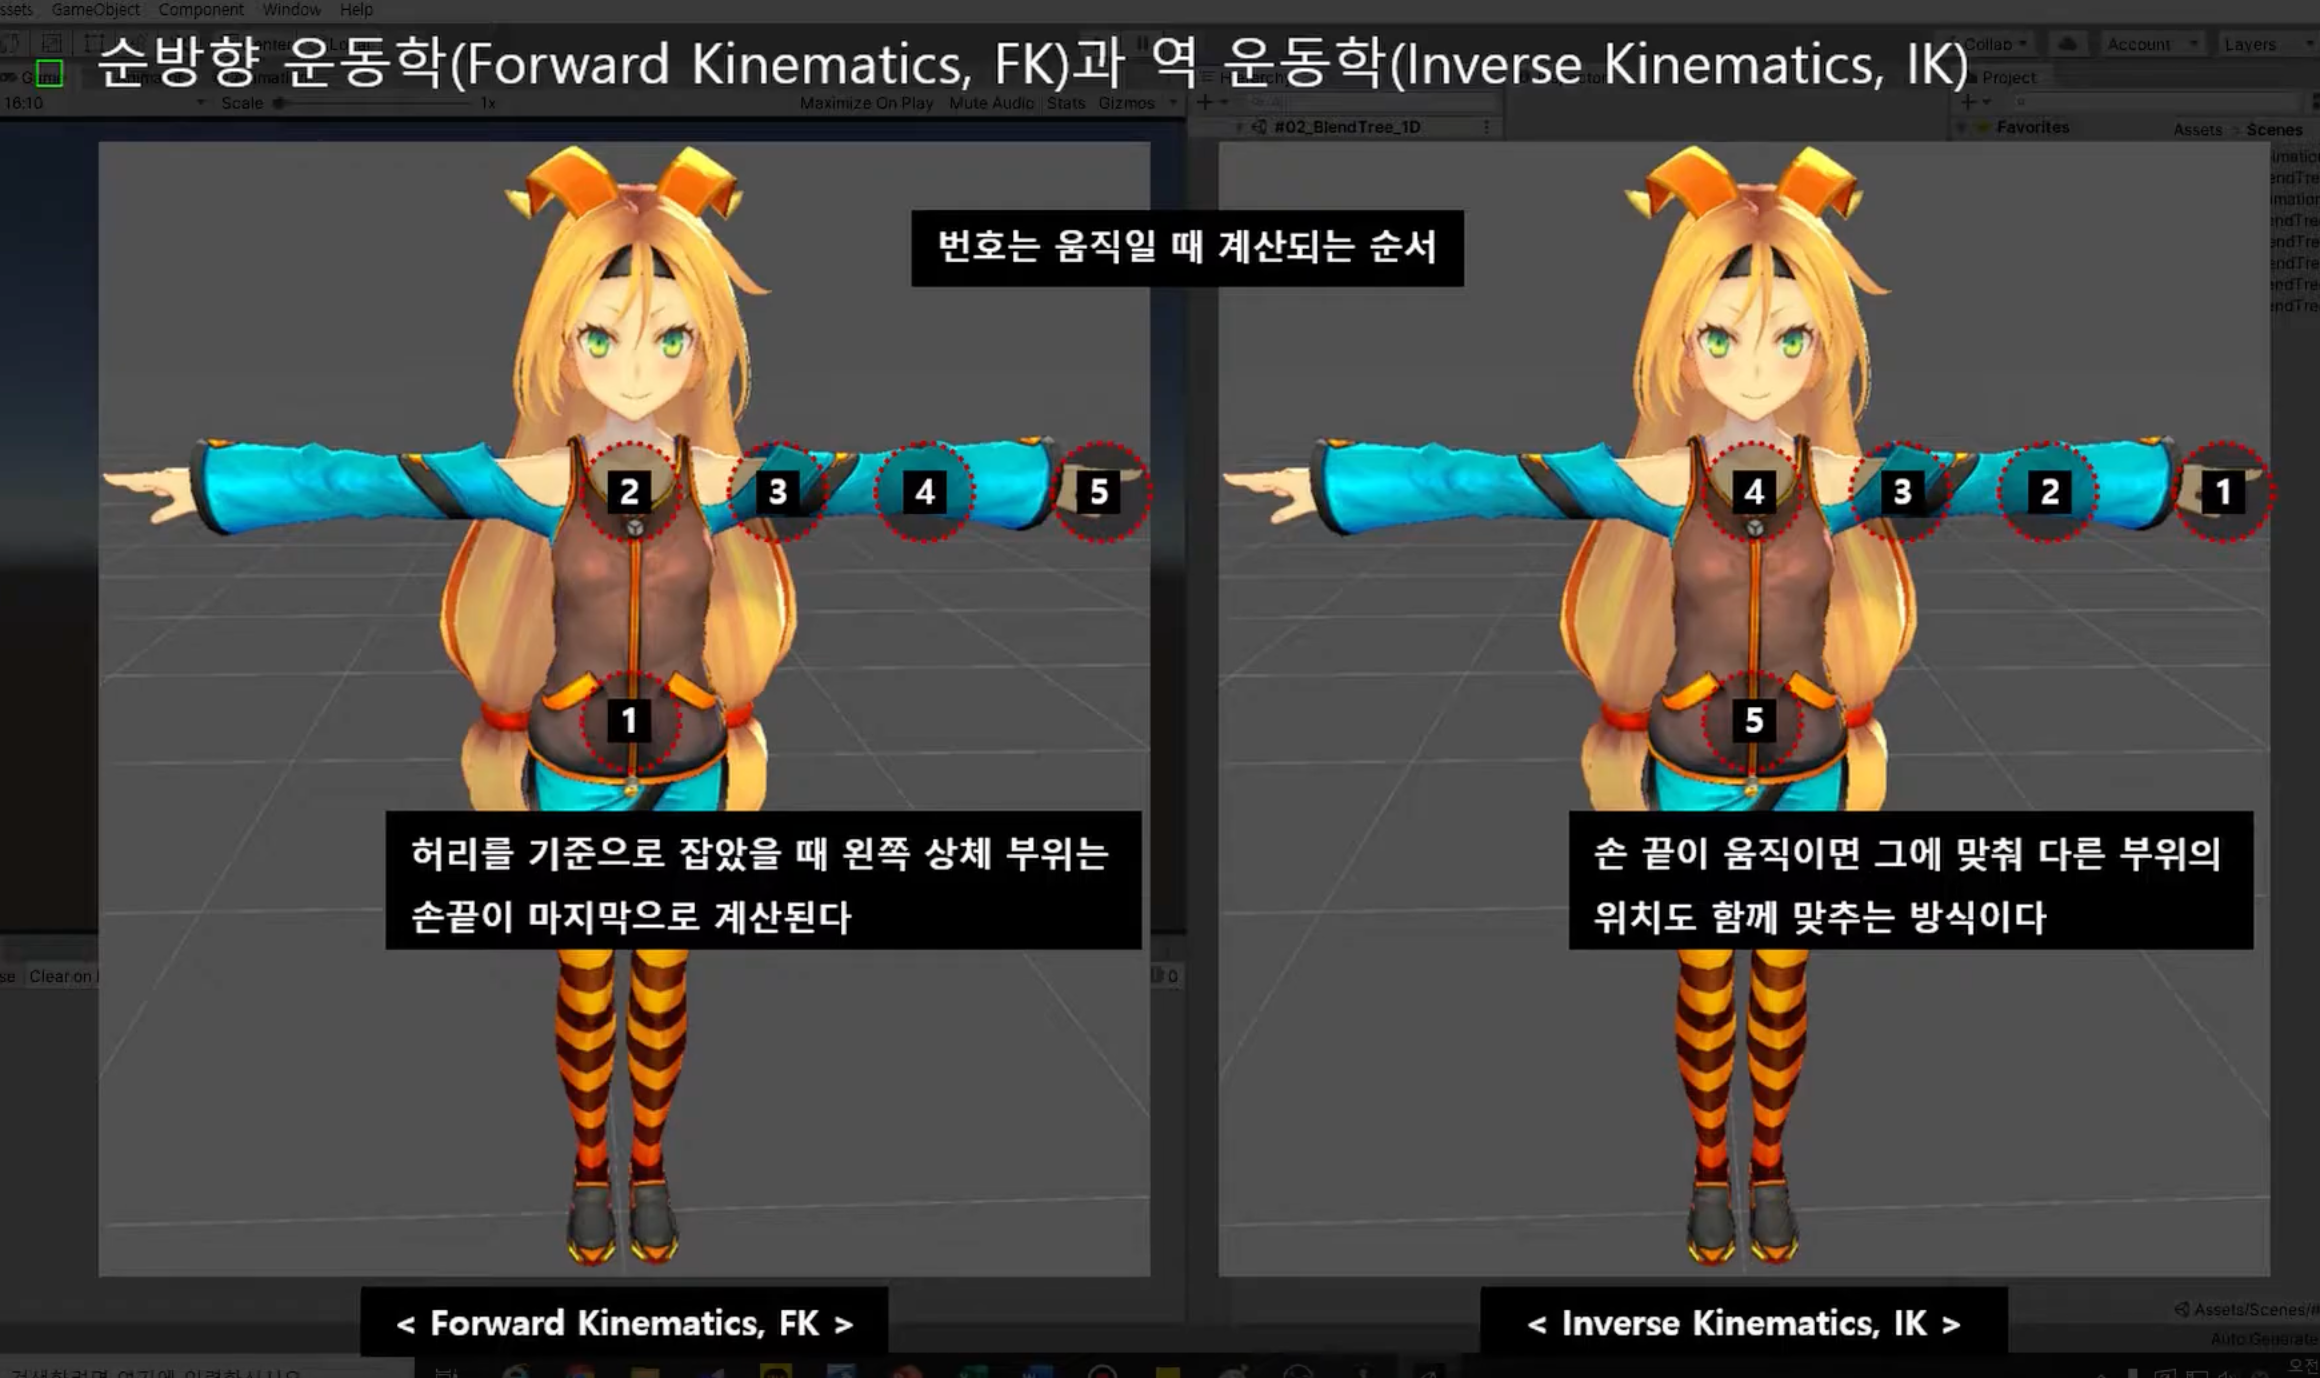 ssets GameObject Component Window Help
순방향 운동학(Forward Kinematics, FK)과 역 운동학(Inverse Kinematics, IK)
Collab Account Layers
Game
Project
16:10 Scale 1x Maximize On Play Mute Audio Stats Gizmos
#02_BlendTree_1D
Favorites
Assets Scenes
번호는 움직일 때 계산되는 순서
2 3 4 5
4 3 2 1
1
5
허리를 기준으로 잡았을 때 왼쪽 상체 부위는
손끝이 마지막으로 계산된다
손 끝이 움직이면 그에 맞춰 다른 부위의
위치도 함께 맞추는 방식이다
Clear on
0
< Forward Kinematics, FK >
< Inverse Kinematics, IK >
Assets/Scenes/#
Auto Generate